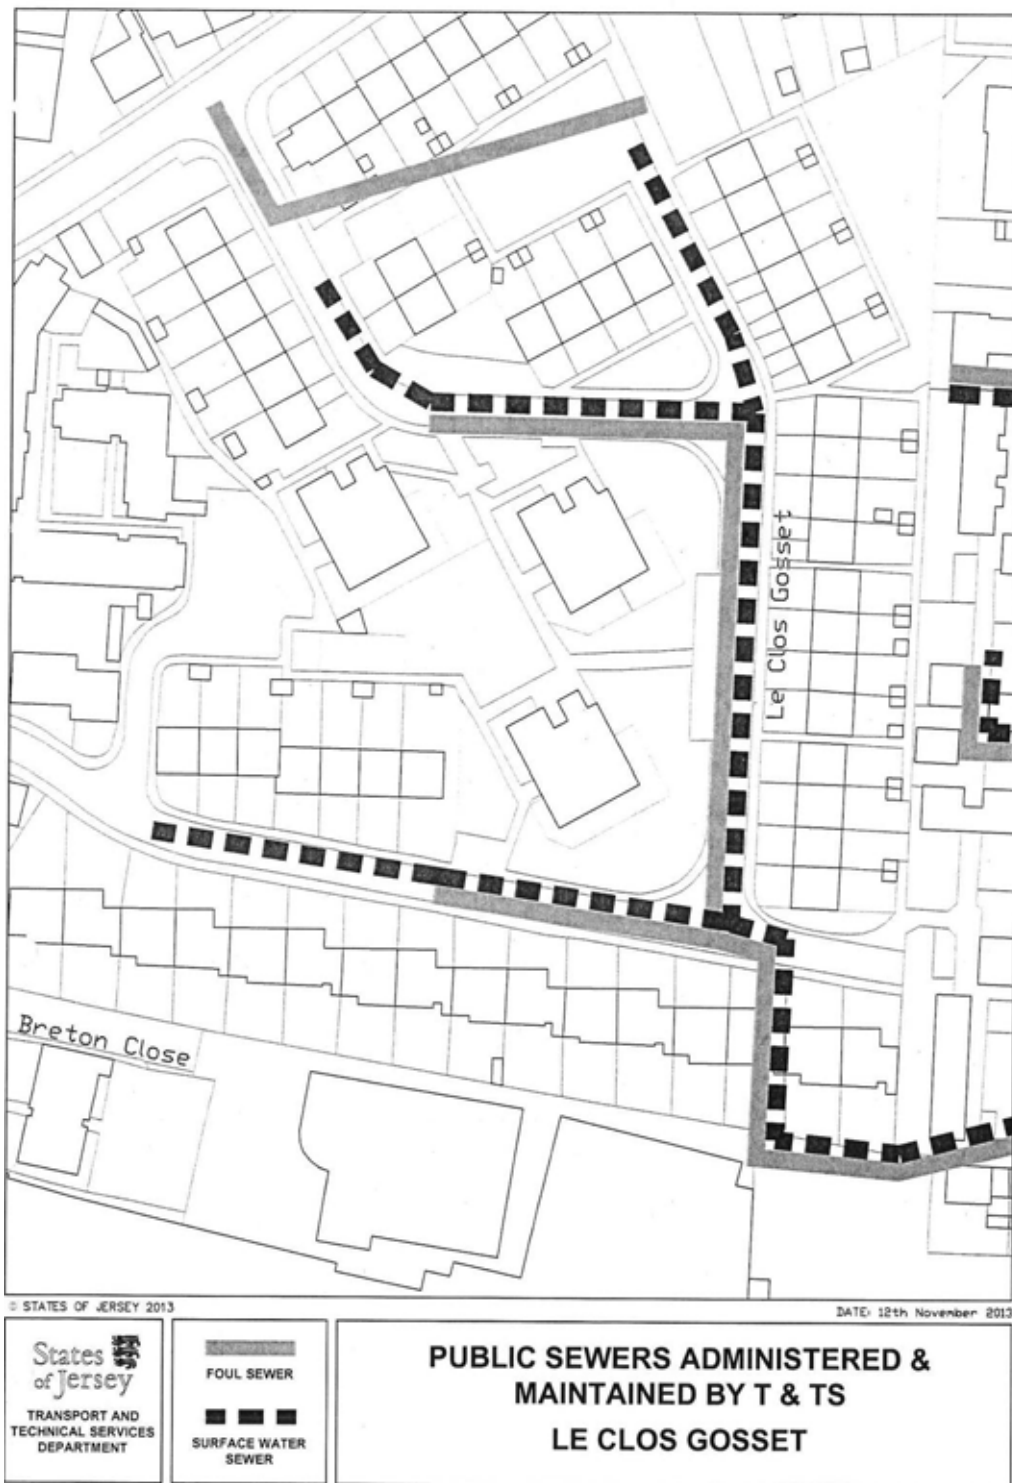 Le Clos Gosset
Breton Close
© STATES OF JERSEY 2013
DATE: 12th November 2013
States
of Jersey
TRANSPORT AND
TECHNICAL SERVICES
DEPARTMENT
FOUL SEWER
SURFACE WATER
SEWER
PUBLIC SEWERS ADMINISTERED &
MAINTAINED BY T & TS
LE CLOS GOSSET